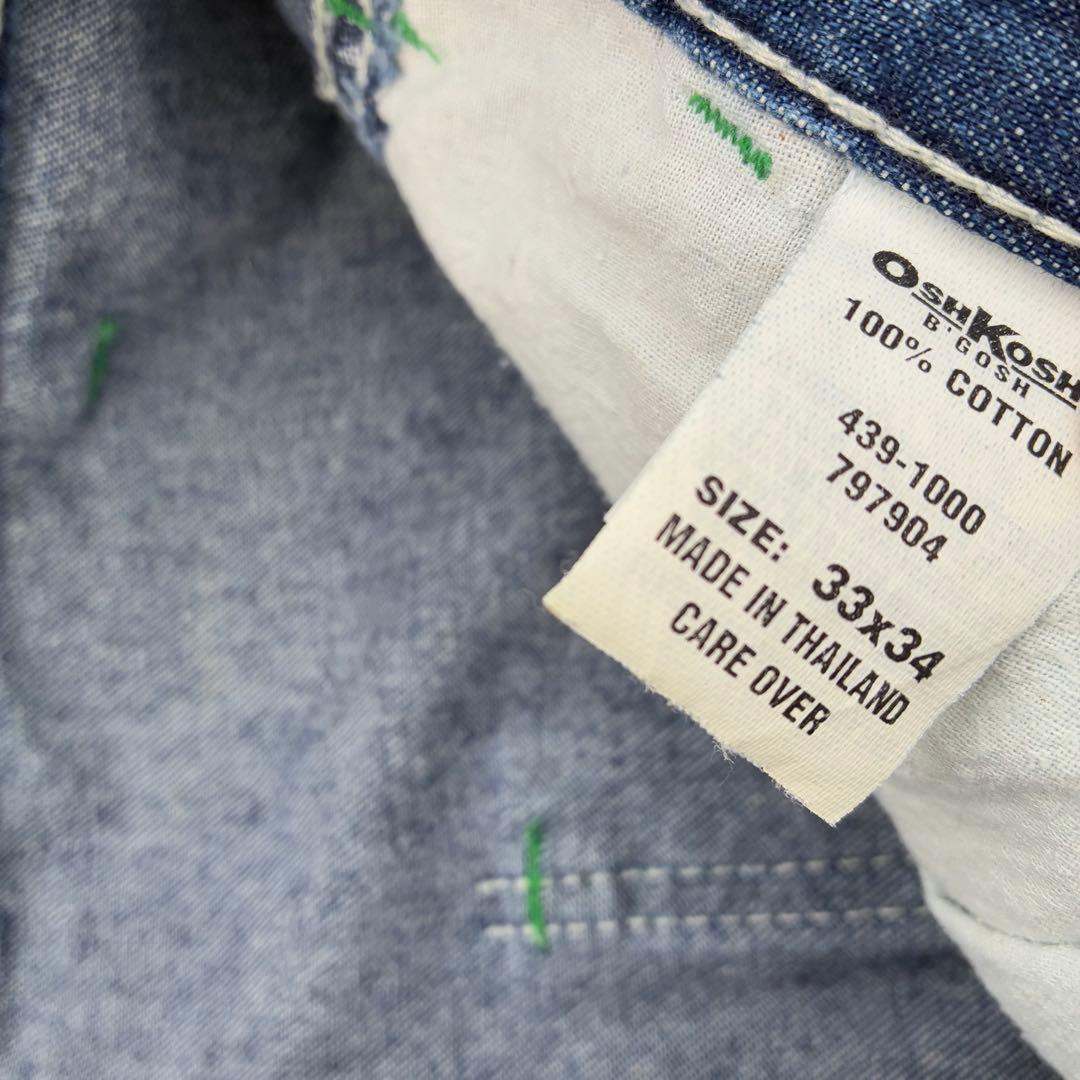 OSHKOSH
B'GOSH
100% COTTON
439-1000
797904
SIZE: 33x34
MADE IN THAILAND
CARE OVER